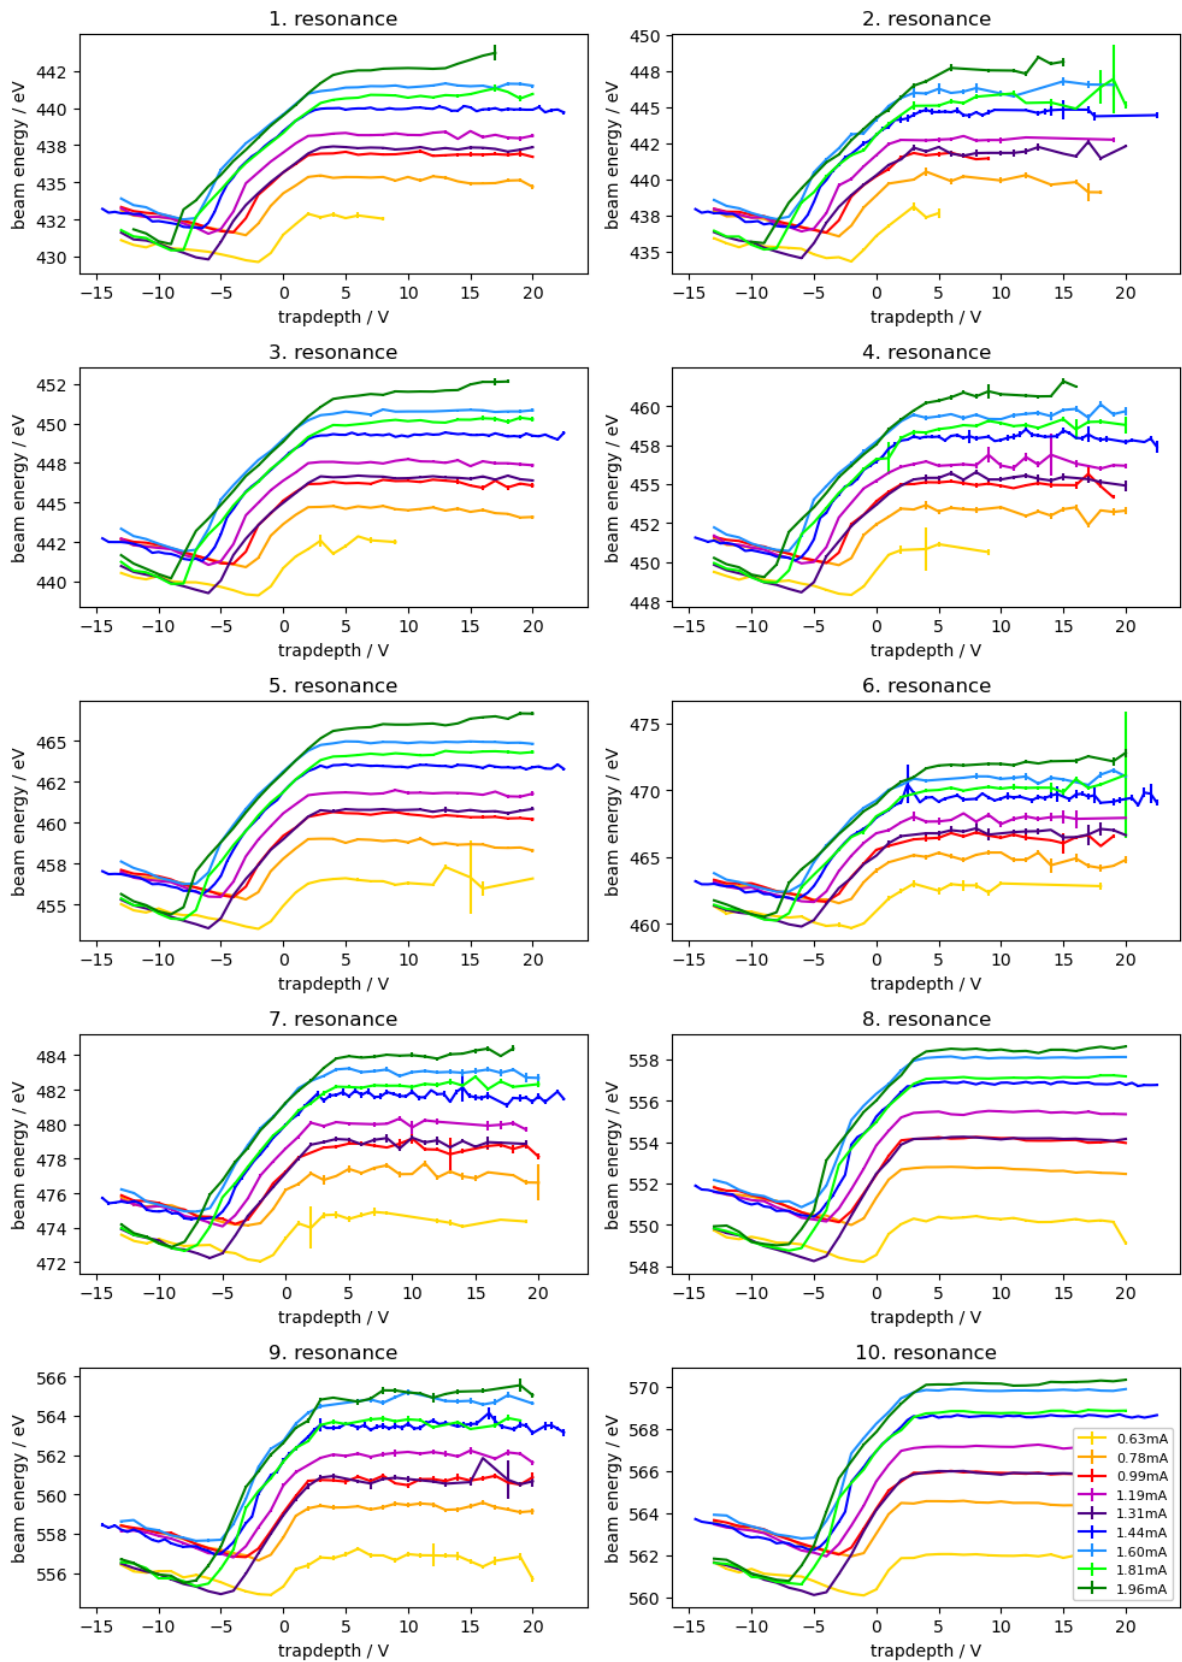 1. resonance
beam energy / eV
442
440
438
435
432
430
−15 −10 −5 0 5 10 15 20
trapdepth / V
2. resonance
beam energy / eV
450
448
445
442
440
438
435
−15 −10 −5 0 5 10 15 20
trapdepth / V
3. resonance
beam energy / eV
452
450
448
445
442
440
−15 −10 −5 0 5 10 15 20
trapdepth / V
4. resonance
beam energy / eV
460
458
455
452
450
448
−15 −10 −5 0 5 10 15 20
trapdepth / V
5. resonance
beam energy / eV
465
462
460
458
455
−15 −10 −5 0 5 10 15 20
trapdepth / V
6. resonance
beam energy / eV
475
470
465
460
−15 −10 −5 0 5 10 15 20
trapdepth / V
7. resonance
beam energy / eV
484
482
480
478
476
474
472
−15 −10 −5 0 5 10 15 20
trapdepth / V
8. resonance
beam energy / eV
558
556
554
552
550
548
−15 −10 −5 0 5 10 15 20
trapdepth / V
9. resonance
beam energy / eV
566
564
562
560
558
556
−15 −10 −5 0 5 10 15 20
trapdepth / V
10. resonance
beam energy / eV
570
568
566
564
562
560
−15 −10 −5 0 5 10 15 20
trapdepth / V
0.63mA
0.78mA
0.99mA
1.19mA
1.31mA
1.44mA
1.60mA
1.81mA
1.96mA